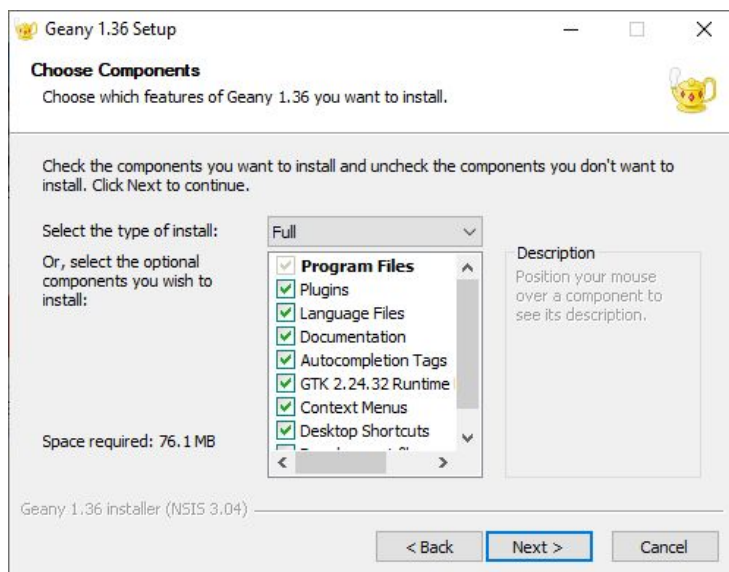 Geany 1.36 Setup
Choose Components
Choose which features of Geany 1.36 you want to install.
Check the components you want to install and uncheck the components you don't want to
install. Click Next to continue.
Select the type of install:
Full
Or, select the optional
components you wish to
install:
Program Files
Plugins
Language Files
Documentation
Autocompletion Tags
GTK 2.24.32 Runtime
Context Menus
Desktop Shortcuts
Description
Position your mouse
over a component to
see its description.
Space required: 76.1 MB
Geany 1.36 installer (NSIS 3.04)
< Back
Next >
Cancel